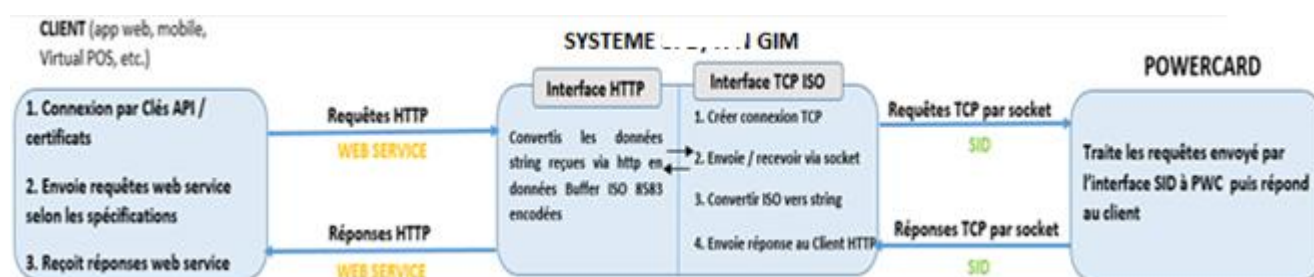 CLIENT (app web, mobile,
Virtual POS, etc.)
1. Connexion par Clés API /
certificats
2. Envoie requêtes web service
selon les spécifications
3. Reçoit réponses web service
Requêtes HTTP
WEB SERVICE
Réponses HTTP
WEB SERVICE
SYSTEME GIM
Interface HTTP
Convertis les données
string reçues via http en
données Buffer ISO 8583
encodées
Interface TCP ISO
1. Créer connexion TCP
2. Envoie / recevoir via socket
3. Convertir ISO vers string
4. Envoie réponse au Client HTTP
Requêtes TCP par socket
SID
Réponses TCP par socket
SID
POWERCARD
Traite les requêtes envoyé par
l'interface SID à PWC puis répond
au client